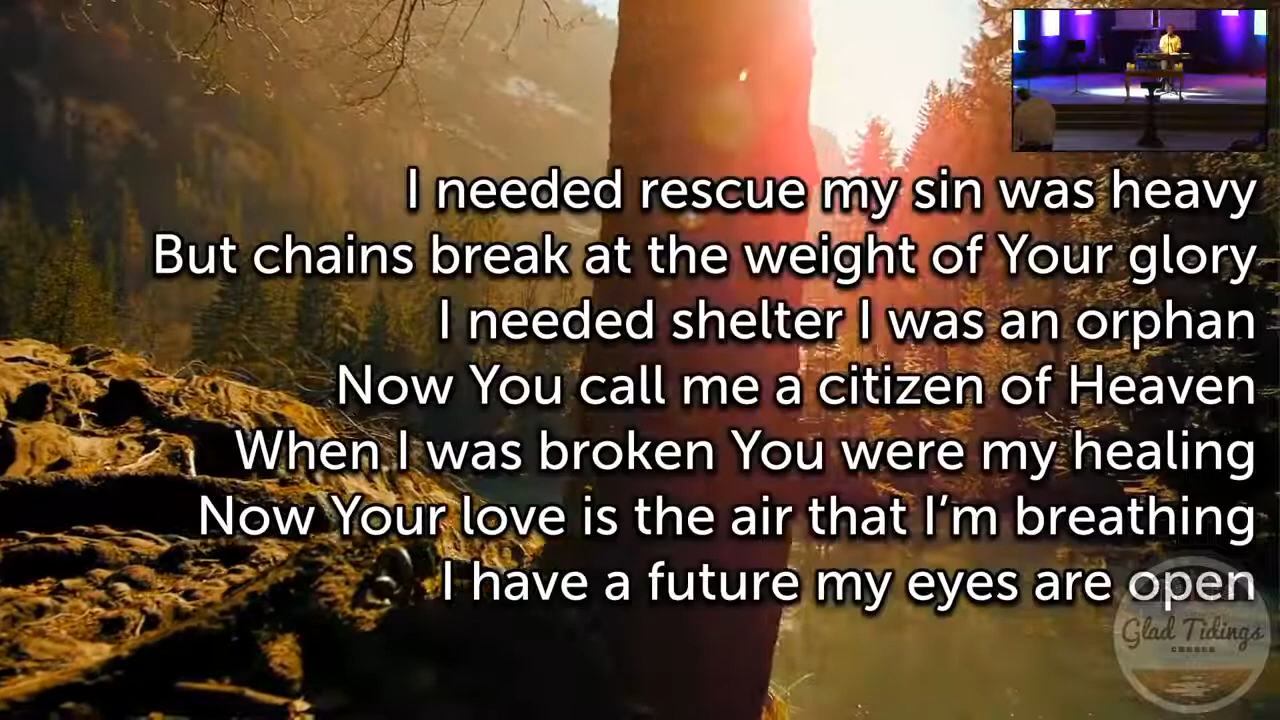 I needed rescue my sin was heavy
But chains break at the weight of Your glory
I needed shelter I was an orphan
Now You call me a citizen of Heaven
When I was broken You were my healing
Now Your love is the air that I’m breathing
I have a future my eyes are open
Glad Tidings
CHURCH